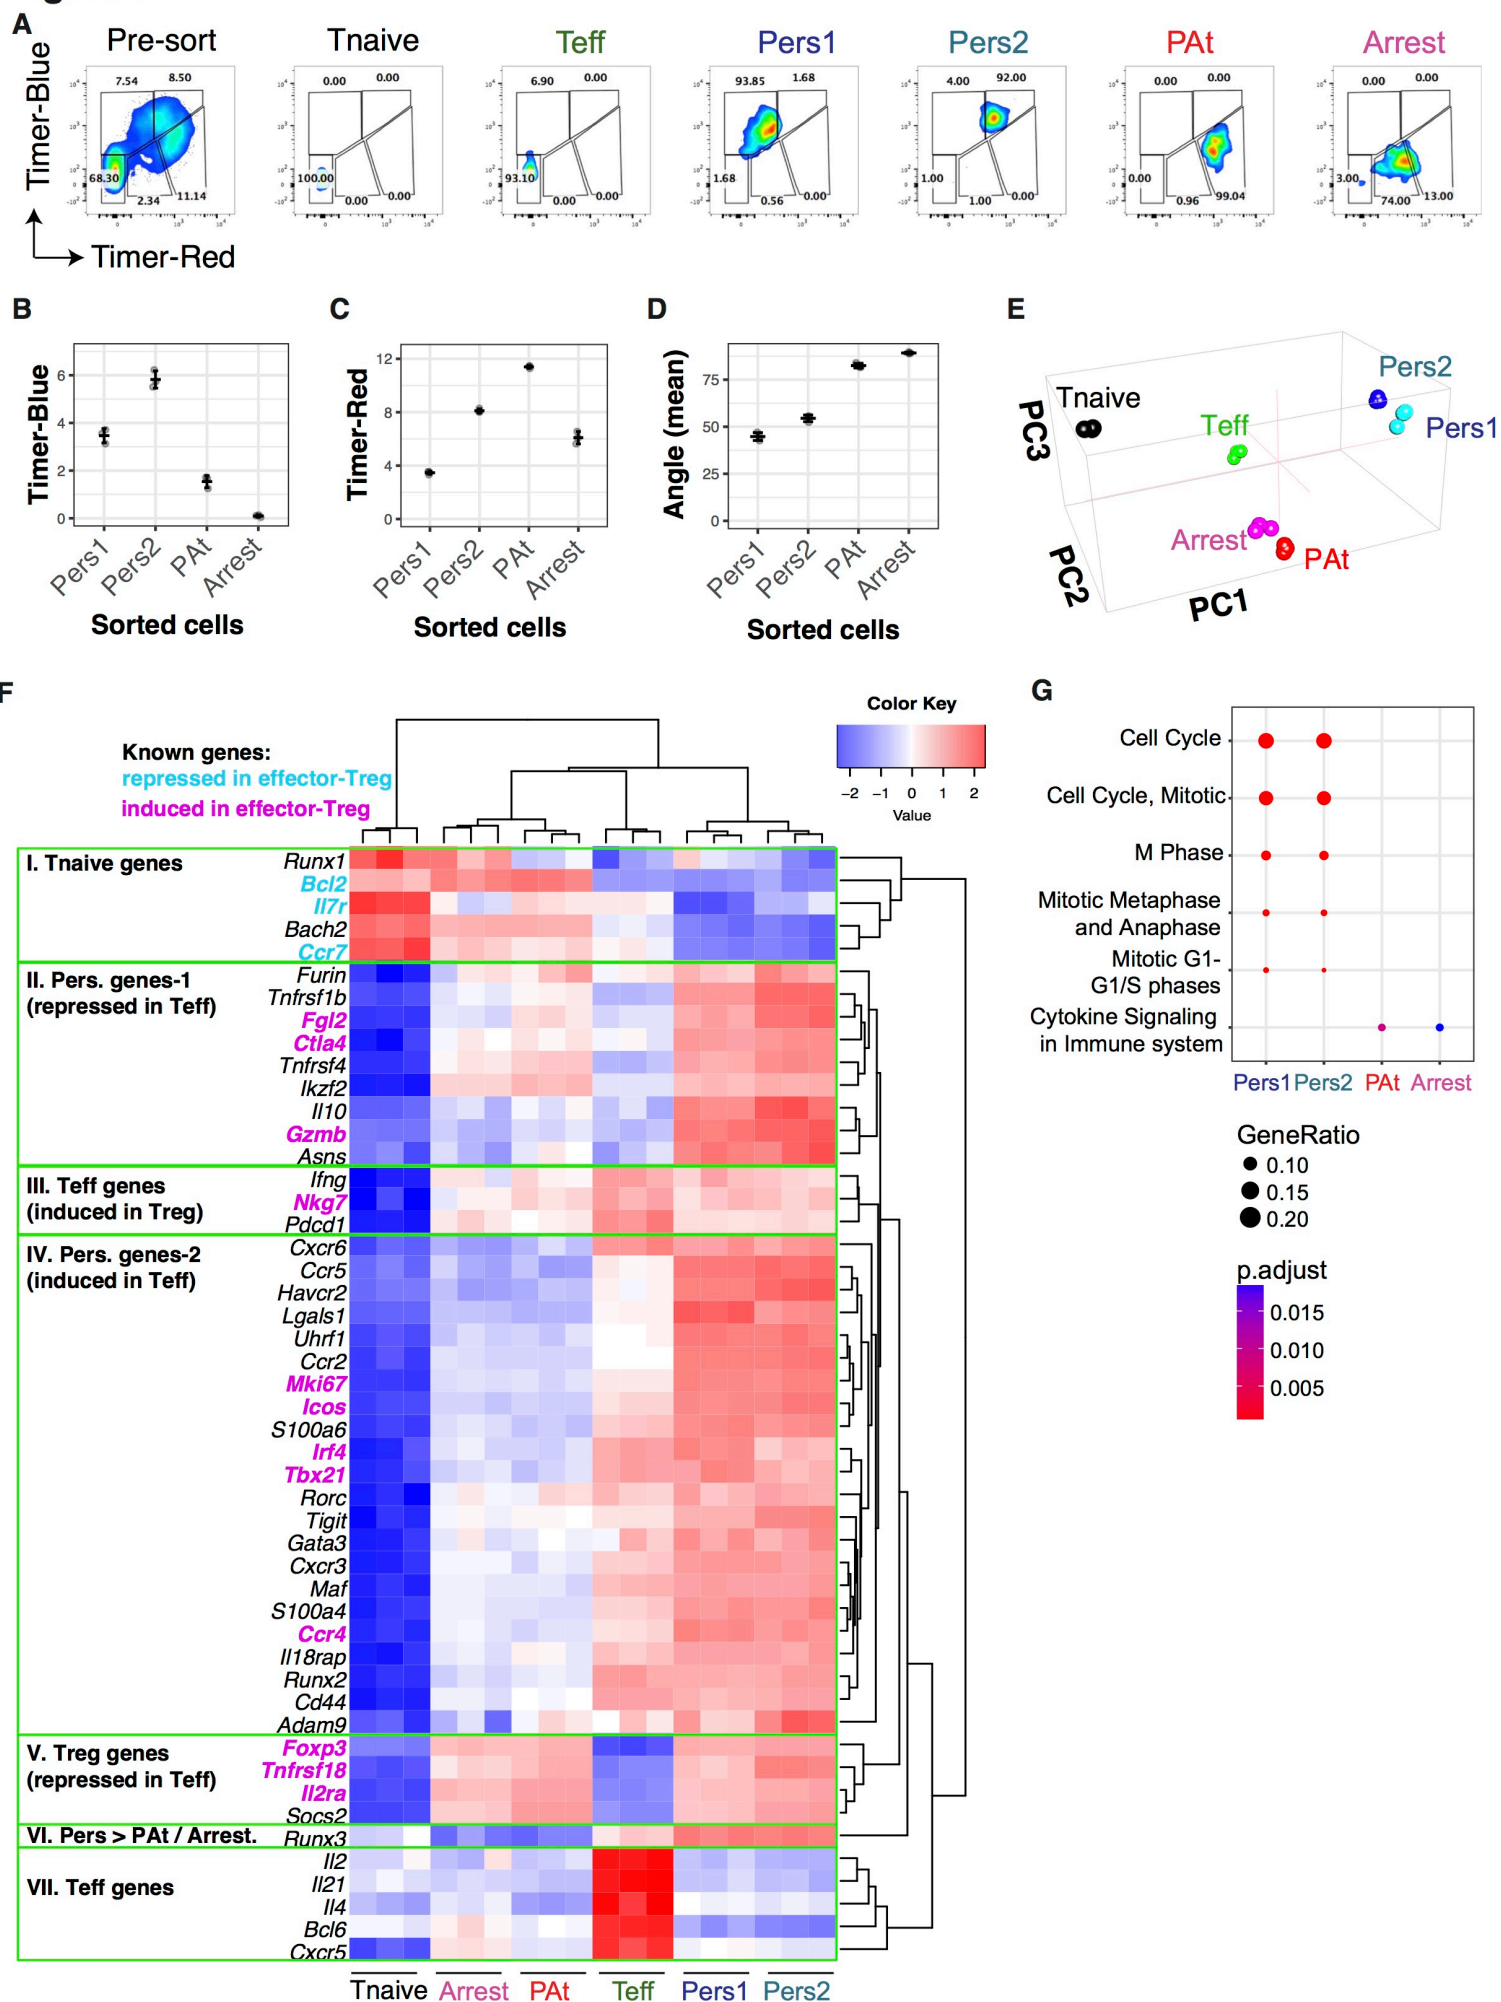 A
Pre-sort Tnaive Teff Pers1 Pers2 PAt Arrest
Timer-Blue
7.54 8.50 68.30 2.34 11.14
0.00 0.00 100.00 0.00 0.00
6.90 0.00 93.10 0.00 0.00
93.85 1.68 1.68 0.56 0.00
4.00 92.00 1.00 1.00 0.00
0.00 0.00 0.00 0.96 99.04
0.00 0.00 3.00 74.00 13.00
Timer-Red
B
Timer-Blue
6
4
2
0
Pers1 Pers2 PAt Arrest
Sorted cells
C
Timer-Red
12
8
4
0
Pers1 Pers2 PAt Arrest
Sorted cells
D
Angle (mean)
75
50
25
0
Pers1 Pers2 PAt Arrest
Sorted cells
E
Pers2
Tnaive
Teff
Pers1
PC3
Arrest
PAt
PC2
PC1
F
Known genes:
repressed in effector-Treg
induced in effector-Treg
Color Key
−2 −1 0 1 2
Value
I. Tnaive genes
Runx1
Bcl2
Il7r
Bach2
Ccr7
II. Pers. genes-1
(repressed in Teff)
Furin
Tnfrsf1b
Fgl2
Ctla4
Tnfrsf4
Ikzf2
Il10
Gzmb
Asns
III. Teff genes
(induced in Treg)
Ifng
Nkg7
Pdcd1
IV. Pers. genes-2
(induced in Teff)
Cxcr6
Ccr5
Havcr2
Lgals1
Uhrf1
Ccr2
Mki67
Icos
S100a6
Irf4
Tbx21
Rorc
Tigit
Gata3
Cxcr3
Maf
S100a4
Ccr4
Il18rap
Runx2
Cd44
Adam9
V. Treg genes
(repressed in Teff)
Foxp3
Tnfrsf18
Il2ra
Socs2
VI. Pers > PAt / Arrest.
Runx3
VII. Teff genes
Il2
Il21
Il4
Bcl6
Cxcr5
Tnaive Arrest PAt Teff Pers1 Pers2
G
Cell Cycle
Cell Cycle, Mitotic
M Phase
Mitotic Metaphase
and Anaphase
Mitotic G1-
G1/S phases
Cytokine Signaling
in Immune system
Pers1 Pers2 PAt Arrest
GeneRatio
0.10
0.15
0.20
p.adjust
0.015
0.010
0.005